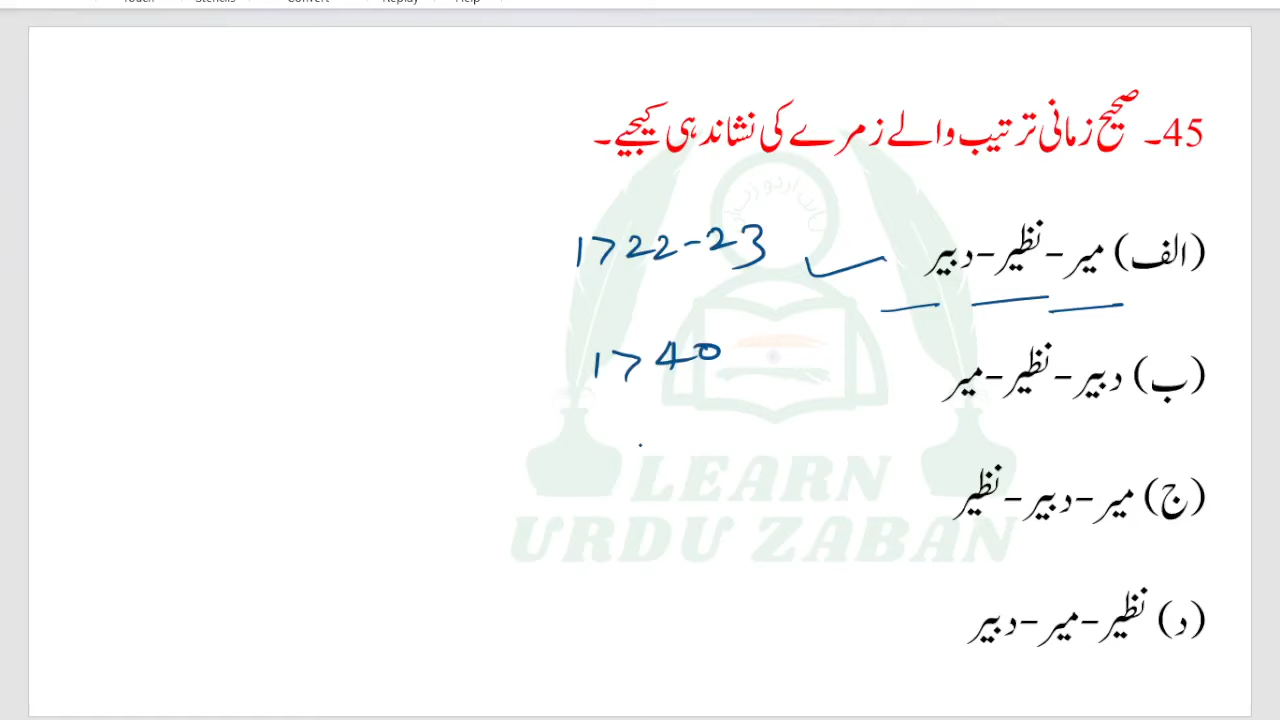 45۔ صحیح زمانی ترتیب والے زمرے کی نشاندہی کیجیے۔
(الف) میر-نظیر-دبیر
1722-23
(ب) دبیر-نظیر-میر
1740
(ج) میر-دبیر-نظیر
(د) نظیر-میر-دبیر
LEARN
URDU ZABAN